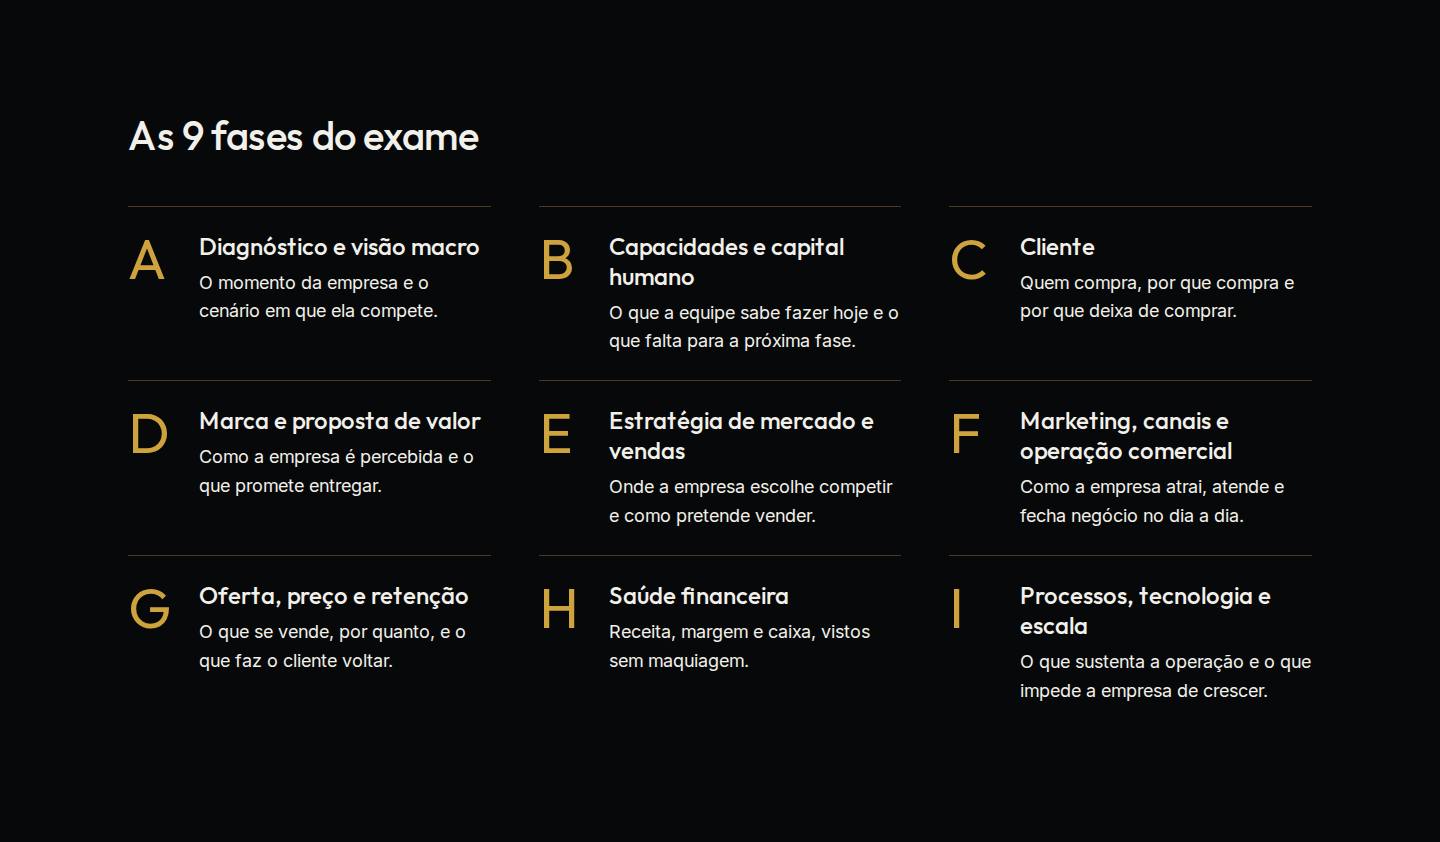 As 9 fases do exame
A
Diagnóstico e visão macro
O momento da empresa e o
cenário em que ela compete.
B
Capacidades e capital
humano
O que a equipe sabe fazer hoje e o
que falta para a próxima fase.
C
Cliente
Quem compra, por que compra e
por que deixa de comprar.
D
Marca e proposta de valor
Como a empresa é percebida e o
que promete entregar.
E
Estratégia de mercado e
vendas
Onde a empresa escolhe competir
e como pretende vender.
F
Marketing, canais e
operação comercial
Como a empresa atrai, atende e
fecha negócio no dia a dia.
G
Oferta, preço e retenção
O que se vende, por quanto, e o
que faz o cliente voltar.
H
Saúde financeira
Receita, margem e caixa, vistos
sem maquiagem.
I
Processos, tecnologia e
escala
O que sustenta a operação e o que
impede a empresa de crescer.